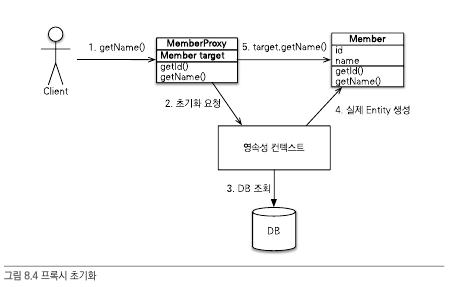 1. getName()
MemberProxy
Member target
getId()
getName()
5. target.getName()
Member
id
name
getId()
getName()
Client
2. 초기화 요청
4. 실제 Entity 생성
영속성 컨텍스트
3. DB 조회
DB
그림 8.4 프록시 초기화